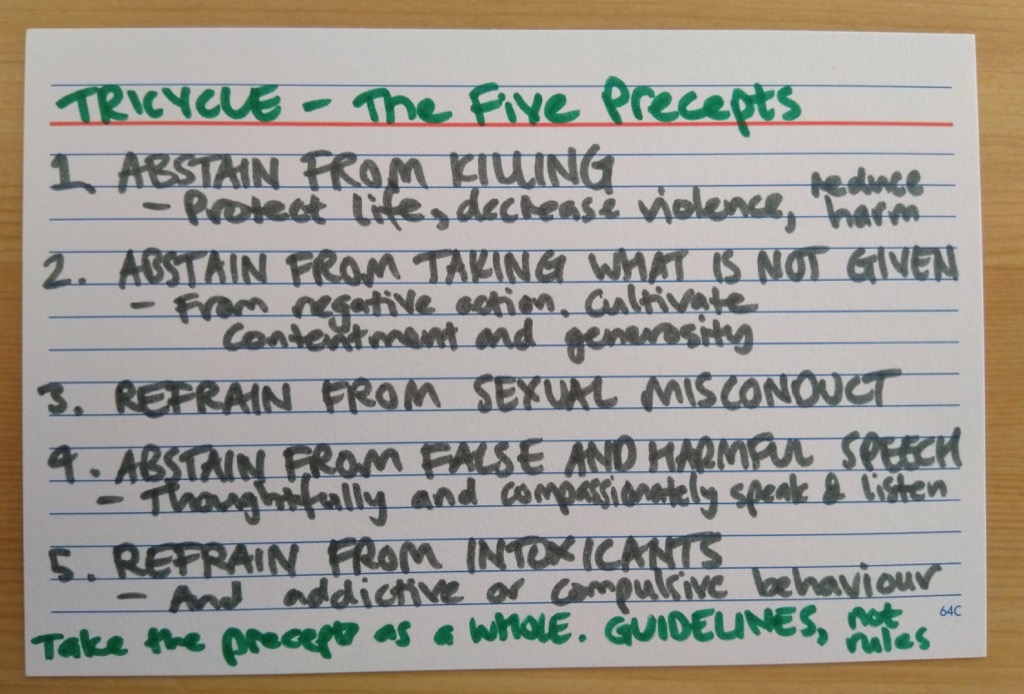 TRICYCLE - The Five Precepts
1. ABSTAIN FROM KILLING
- Protect life, decrease violence, reduce harm
2. ABSTAIN FROM TAKING WHAT IS NOT GIVEN
- From negative action. Cultivate
contentment and generosity
3. REFRAIN FROM SEXUAL MISCONDUCT
4. ABSTAIN FROM FALSE AND HARMFUL SPEECH
- Thoughtfully and compassionately speak & listen
5. REFRAIN FROM INTOXICANTS
- And addictive or compulsive behaviour
64C
Take the precepts as a WHOLE. GUIDELINES, not rules